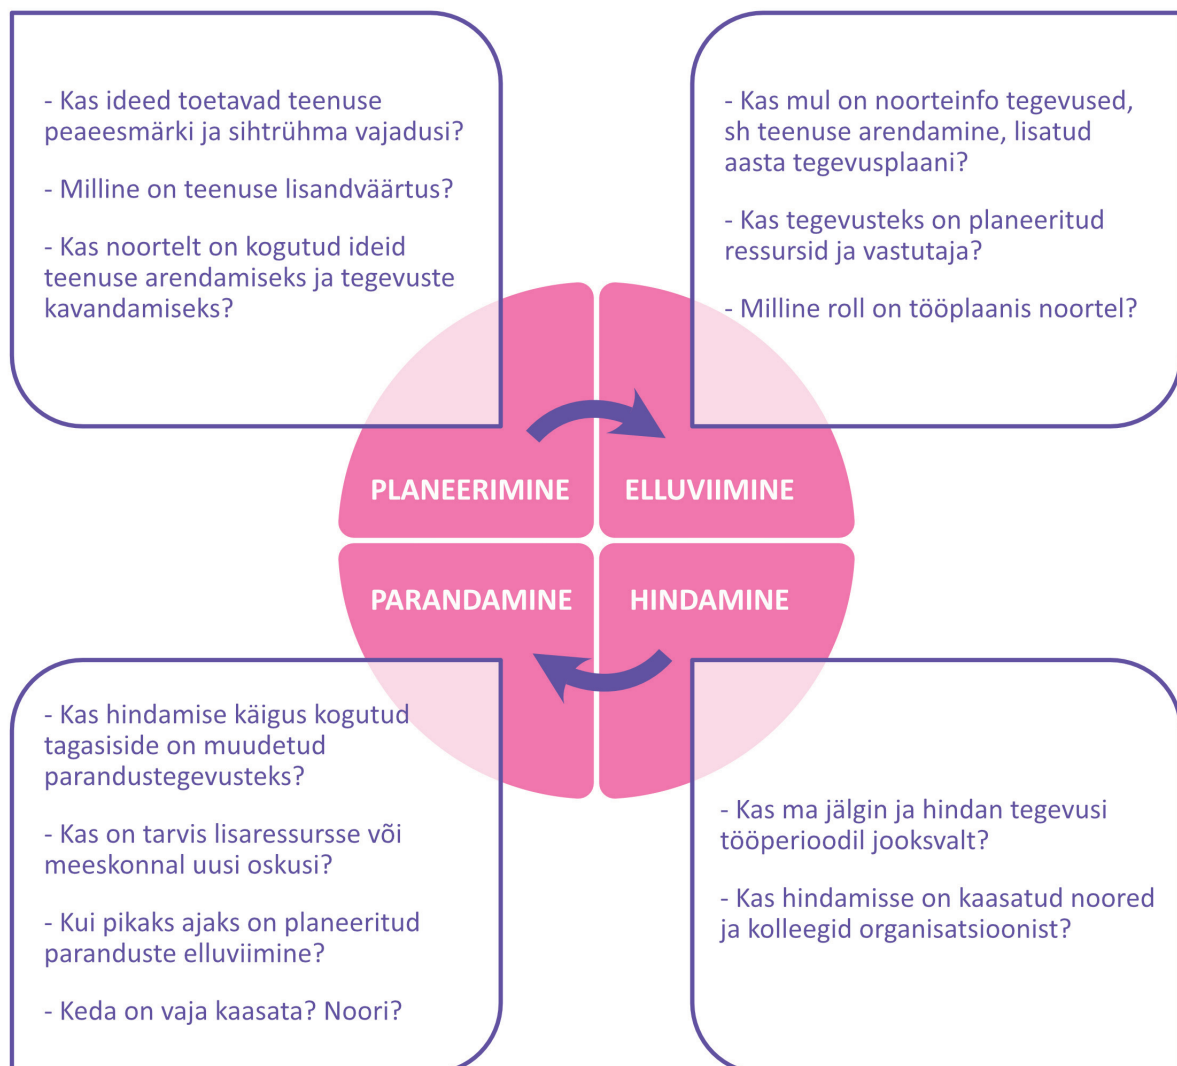 - Kas ideed toetavad teenuse
peaeesmärki ja sihtrühma vajadusi?
- Milline on teenuse lisandväärtus?
- Kas noortelt on kogutud ideid
teenuse arendamiseks ja tegevuste
kavandamiseks?
- Kas mul on noorteinfo tegevused,
sh teenuse arendamine, lisatud
aasta tegevusplaani?
- Kas tegevusteks on planeeritud
ressursid ja vastutaja?
- Milline roll on tööplaanis noortel?
PLANEERIMINE
ELLUVIIMINE
PARANDAMINE
HINDAMINE
- Kas hindamise käigus kogutud
tagasiside on muudetud
parandustegevusteks?
- Kas on tarvis lisaressursse või
meeskonnal uusi oskusi?
- Kui pikaks ajaks on planeeritud
paranduste elluviimine?
- Keda on vaja kaasata? Noori?
- Kas ma jälgin ja hindan tegevusi
tööperioodil jooksvalt?
- Kas hindamisse on kaasatud noored
ja kolleegid organisatsioonist?